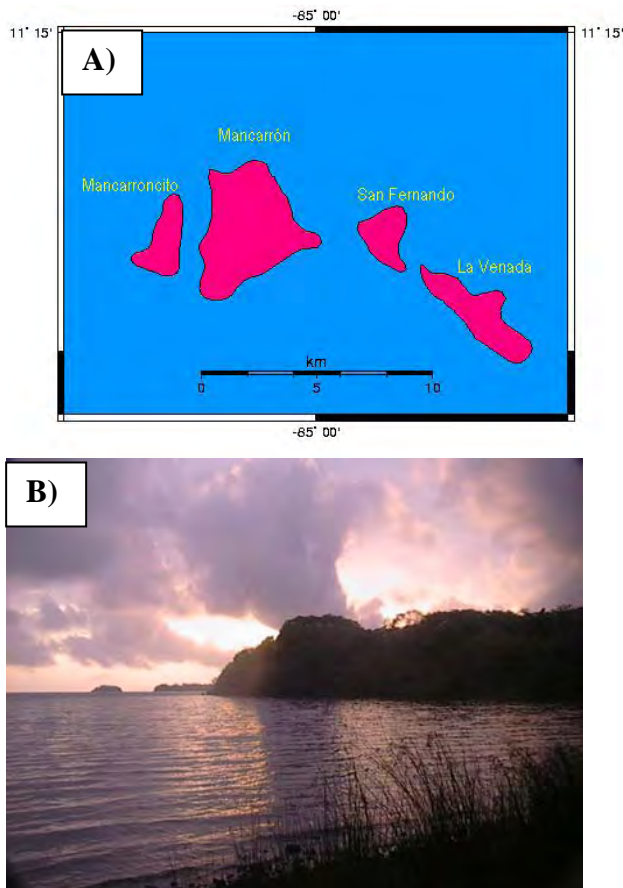 -85° 00'
11° 15'
11° 15'
A)
Mancarrón
Mancarroncito
San Fernando
La Venada
km
0 5 10
-85° 00'
B)